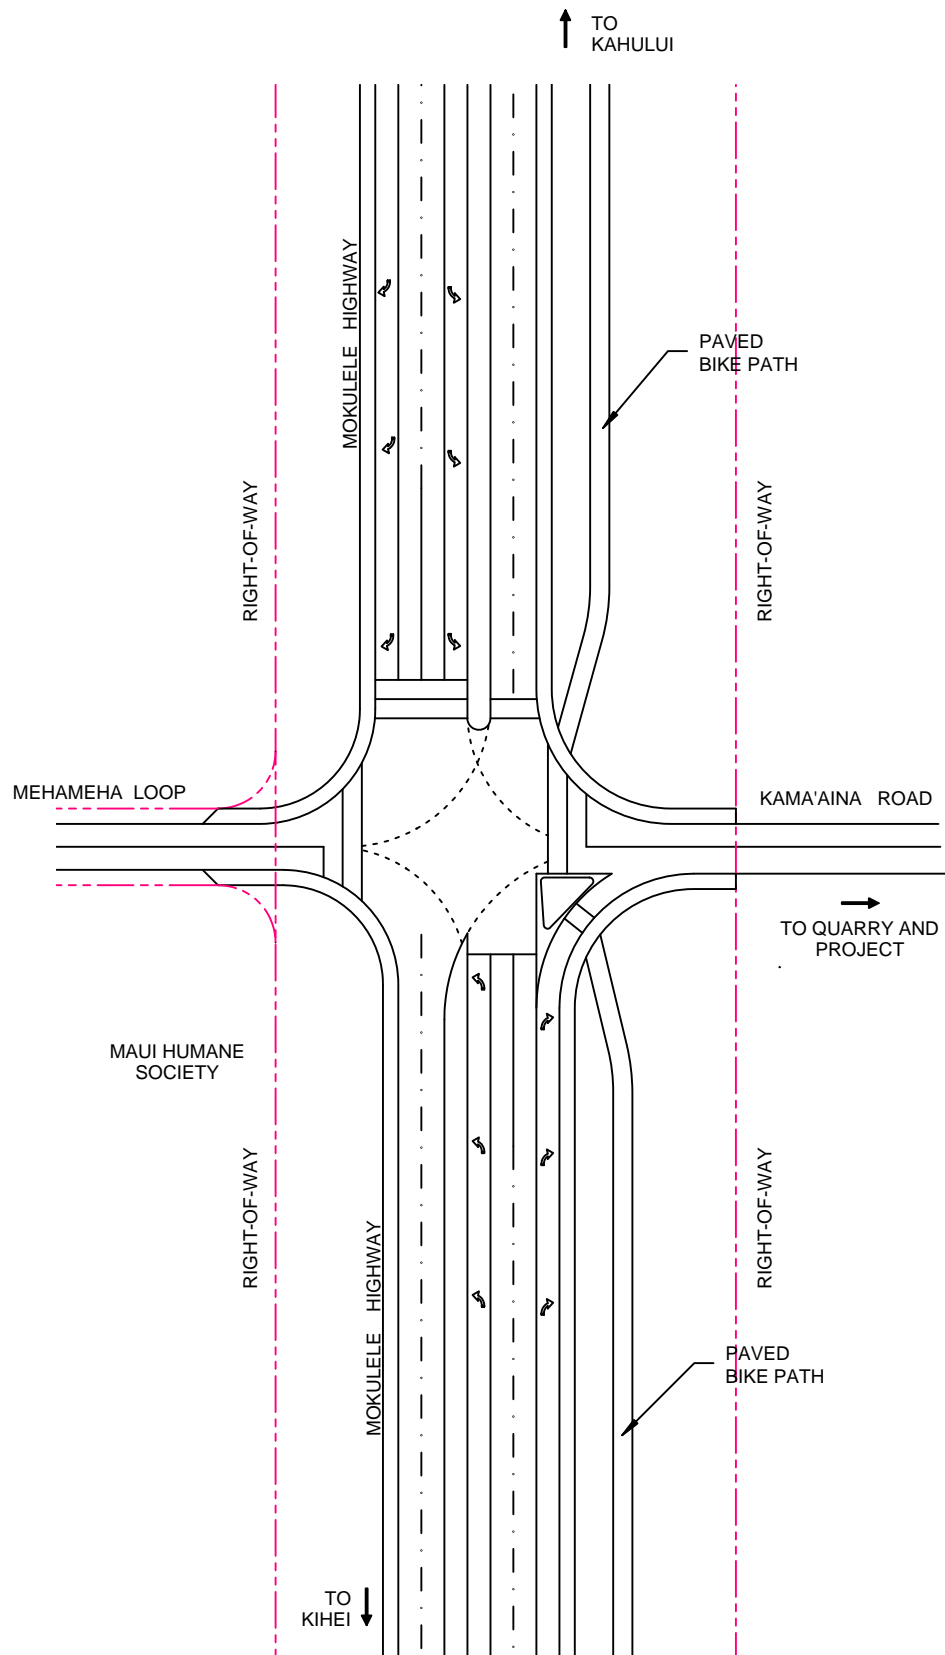 TO
KAHULUI
MOKULELE HIGHWAY
PAVED
BIKE PATH
RIGHT-OF-WAY
RIGHT-OF-WAY
MEHAMEHA LOOP
KAMA'AINA ROAD
TO QUARRY AND
PROJECT
MAUI HUMANE
SOCIETY
RIGHT-OF-WAY
RIGHT-OF-WAY
MOKULELE HIGHWAY
PAVED
BIKE PATH
TO
KIHEI